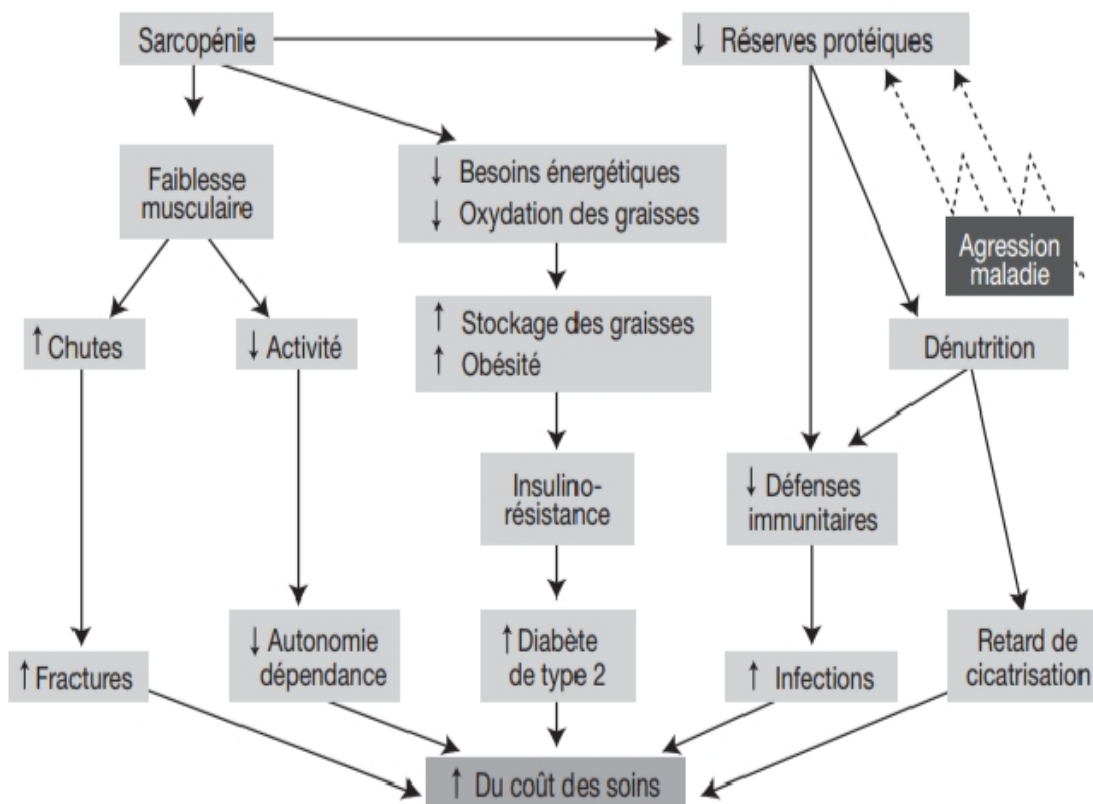 Sarcopénie
↓ Réserves protéiques
Faiblesse
musculaire
↓ Besoins énergétiques
↓ Oxydation des graisses
Agression
maladie
↑ Chutes
↓ Activité
↑ Stockage des graisses
↑ Obésité
Dénutrition
Insulino-
résistance
↓ Défenses
immunitaires
↑ Fractures
↓ Autonomie
dépendance
↑ Diabète
de type 2
↑ Infections
Retard de
cicatrisation
↑ Du coût des soins